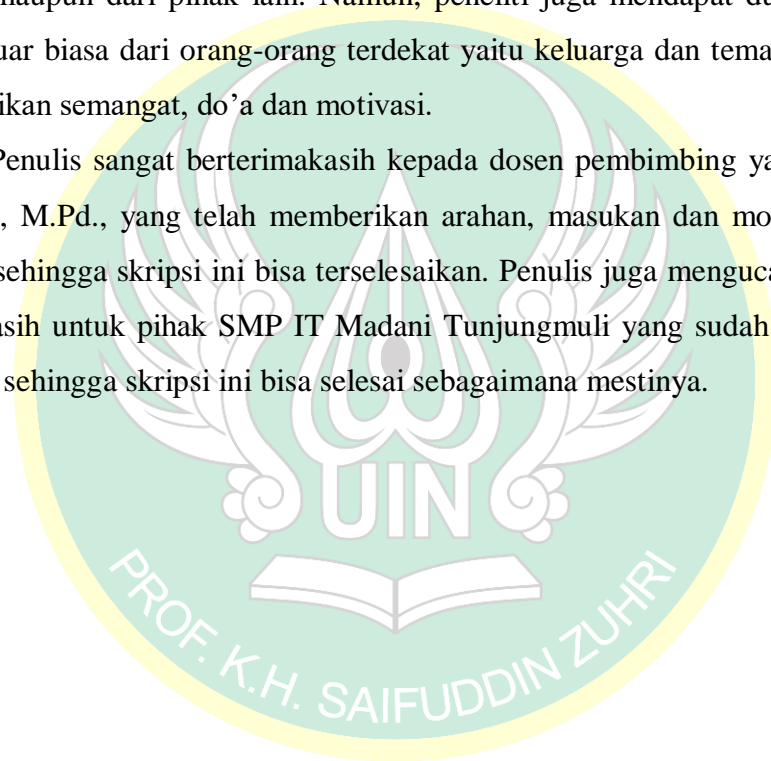 maupun dari pihak lain. Namun, peneliti juga mendapat du
uar biasa dari orang-orang terdekat yaitu keluarga dan tema
ikan semangat, do’a dan motivasi.
Penulis sangat berterimakasih kepada dosen pembimbing ya
, M.Pd., yang telah memberikan arahan, masukan dan mo
sehingga skripsi ini bisa terselesaikan. Penulis juga menguca
asih untuk pihak SMP IT Madani Tunjungmuli yang sudah
sehingga skripsi ini bisa selesai sebagaimana mestinya.
UIN
PROF. K.H. SAIFUDDIN ZUHRI